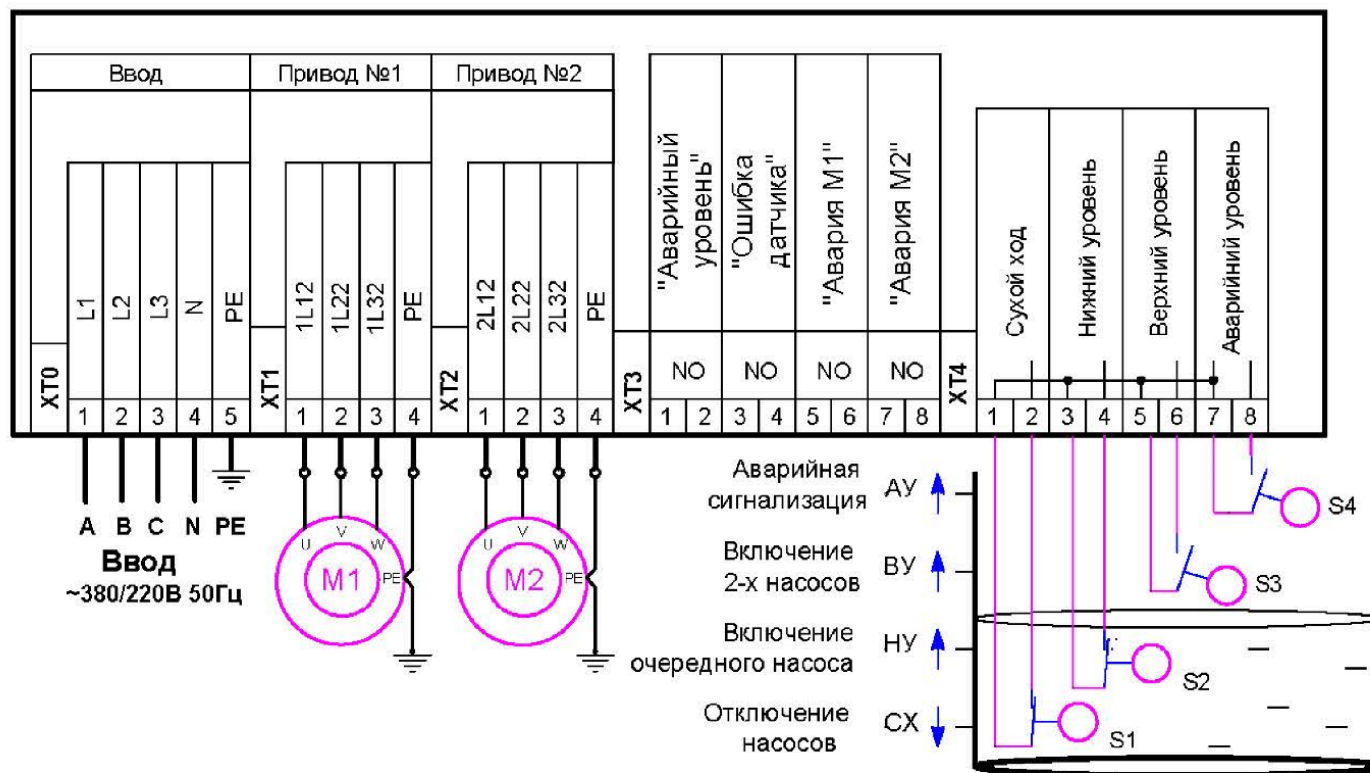 Ввод
Привод №1
Привод №2
XT0
L1
L2
L3
N
PE
XT1
1L12
1L22
1L32
PE
XT2
2L12
2L22
2L32
PE
XT3
"Аварийный
уровень"
"Ошибка
датчика"
"Авария М1"
"Авария М2"
NO
NO
NO
NO
XT4
Сухой ход
Нижний уровень
Верхний уровень
Аварийний уровень
1 2 3 4 5
1 2 3 4
1 2 3 4
1 2 3 4 5 6 7 8
1 2 3 4 5 6 7 8
A B C N PE
Ввод
~380/220В 50Гц
U V W
M1
PE
U V W
M2
PE
Аварийная
сигнализация
АУ
S4
Включение
2-х насосов
ВУ
S3
Включение
очередного насоса
НУ
S2
Отключение
насосов
СХ
S1